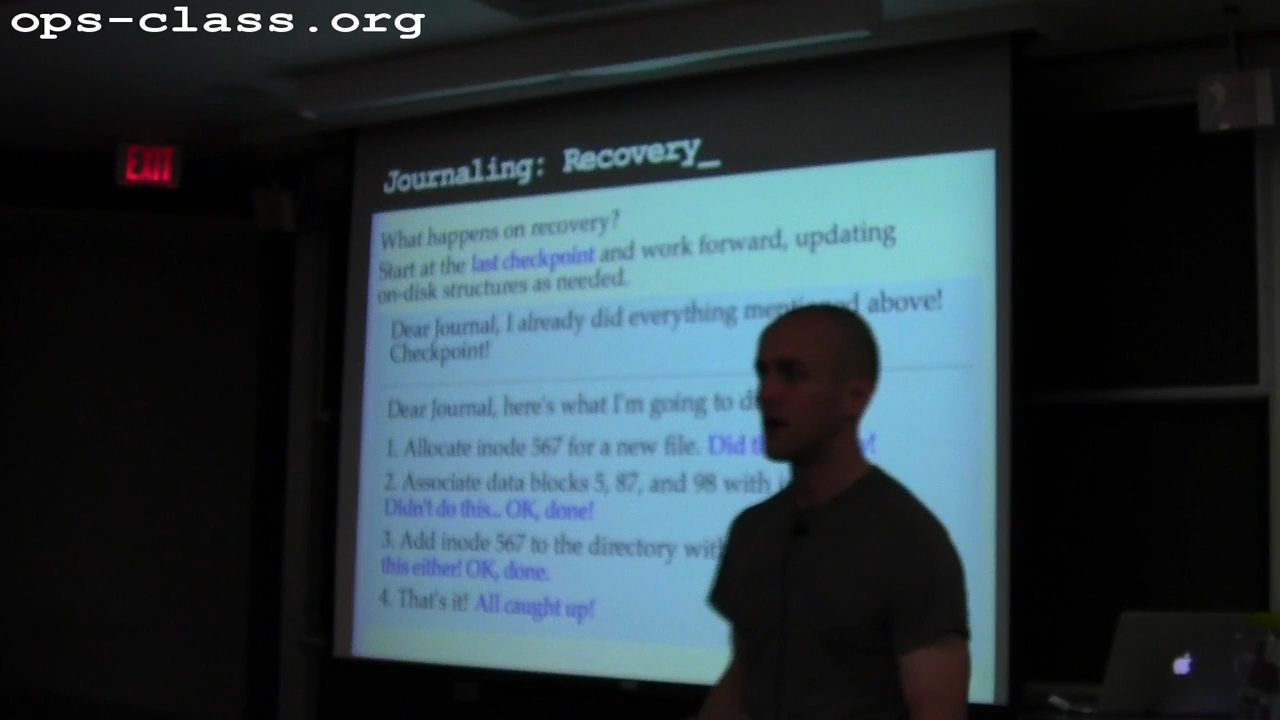 ops-class.org
EXIT
Journaling: Recovery_
What happens on recovery?
Start at the last checkpoint and work forward, updating
on-disk structures as needed.
Dear Journal, I already did everything above!
Checkpoint!
Dear Journal, here's what I'm going to
1. Allocate inode 567 for a new file. Did
2. Associate data blocks 5, 87, and 98 with
Didn't do this... OK, done!
3. Add inode 567 to the directory
this either! OK, done.
4. That's it! All caught up!